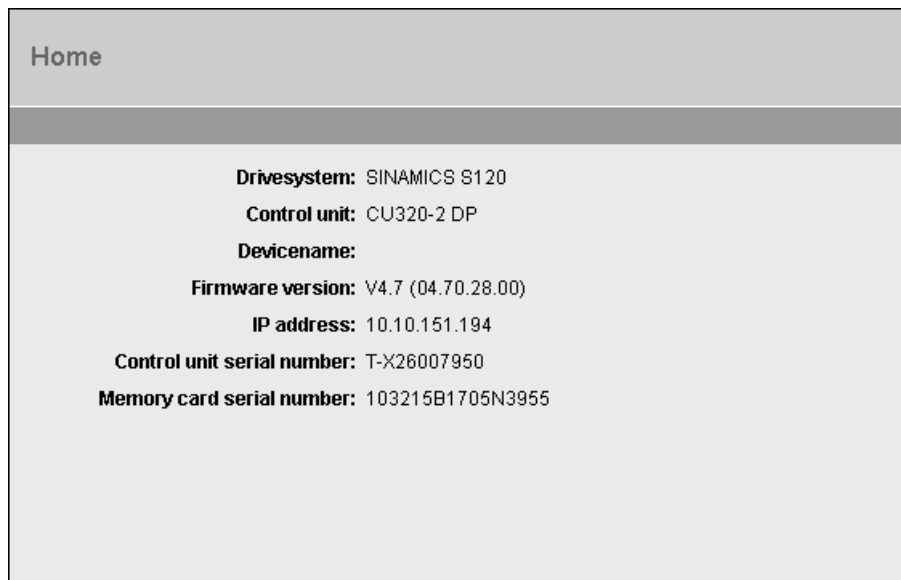 Home
Drivesystem: SINAMICS S120
Control unit: CU320-2 DP
Devicename:
Firmware version: V4.7 (04.70.28.00)
IP address: 10.10.151.194
Control unit serial number: T-X26007950
Memory card serial number: 103215B1705N3955